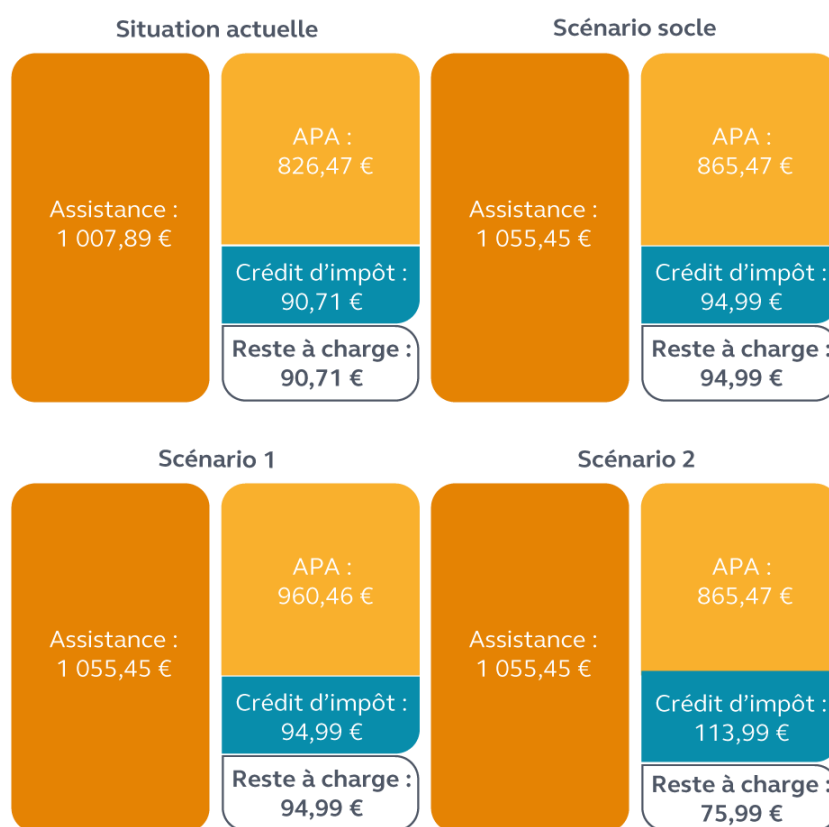 Situation actuelle
Assistance :
1 007,89 €
APA :
826,47 €
Crédit d'impôt :
90,71 €
Reste à charge :
90,71 €
Scénario socle
Assistance :
1 055,45 €
APA :
865,47 €
Crédit d'impôt :
94,99 €
Reste à charge :
94,99 €
Scénario 1
Assistance :
1 055,45 €
APA :
960,46 €
Crédit d'impôt :
94,99 €
Reste à charge :
94,99 €
Scénario 2
Assistance :
1 055,45 €
APA :
865,47 €
Crédit d'impôt :
113,99 €
Reste à charge :
75,99 €